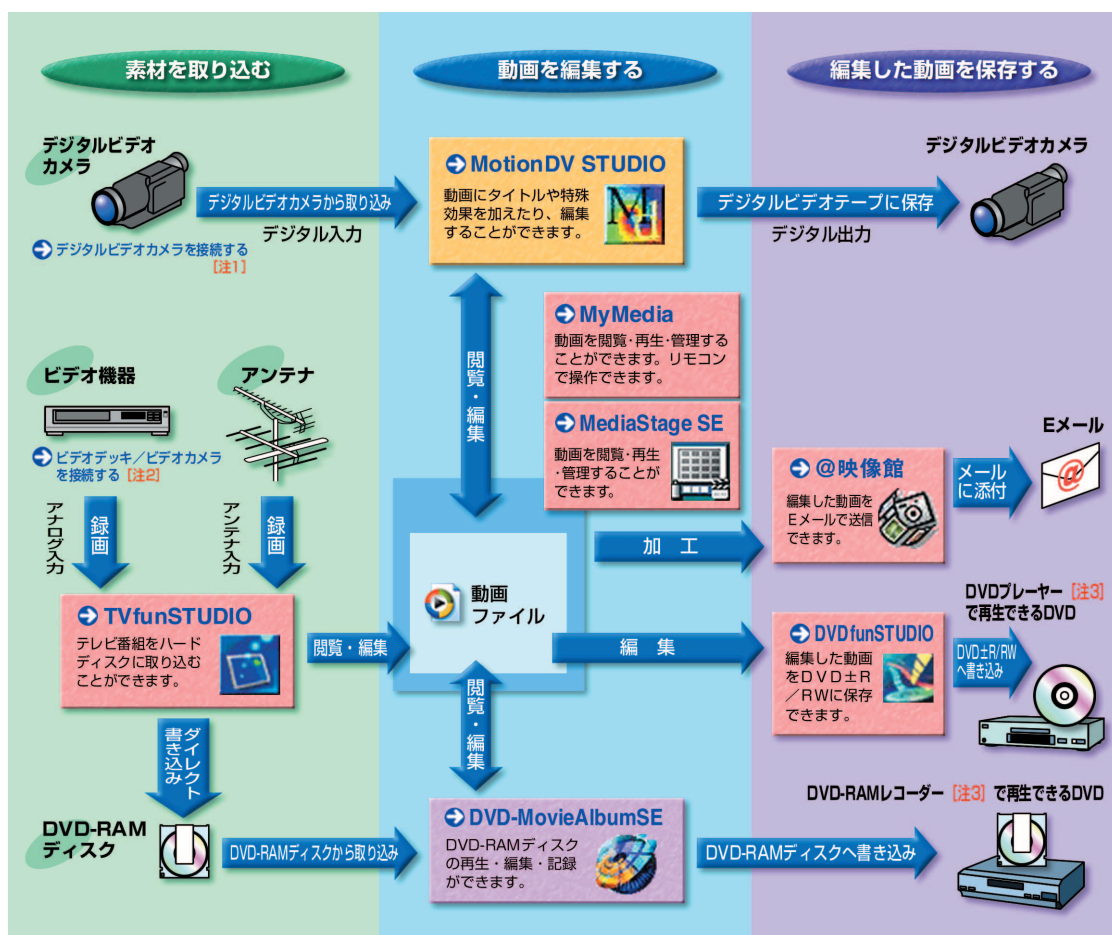 素材を取り込む
動画を編集する
編集した動画を保存する
デジタルビデオ
カメラ
デジタルビデオカメラから取り込み
デジタル入力
デジタルビデオカメラを接続する
[注1]
MotionDV STUDIO
動画にタイトルや特殊
効果を加えたり、編集
することができます。
デジタルビデオテープに保存
デジタル出力
デジタルビデオカメラ
閲覧・編集
MyMedia
動画を閲覧・再生・管理する
ことができます。リモコン
で操作できます。
MediaStage SE
動画を閲覧・再生
・管理することが
できます。
ビデオ機器
アンテナ
ビデオデッキ／ビデオカメラ
を接続する [注2]
アナログ入力
録画
アンテナ入力
録画
TVfunSTUDIO
テレビ番組をハード
ディスクに取り込む
ことができます。
閲覧・編集
動画
ファイル
加 工
@映像館
編集した動画を
Eメールで送信
できます。
メール
に添付
Eメール
編 集
DVDfunSTUDIO
編集した動画
をDVD±R
／RWに保存
できます。
DVD±R/RW
へ書き込み
DVDプレーヤー [注3]
で再生できるDVD
閲覧・編集
ダイレクト
書き込み
DVD-RAM
ディスク
DVD-RAMディスクから取り込み
DVD-MovieAlbumSE
DVD-RAMディスク
の再生・編集・記録
ができます。
DVD-RAMディスクへ書き込み
DVD-RAMレコーダー [注3] で再生できるDVD